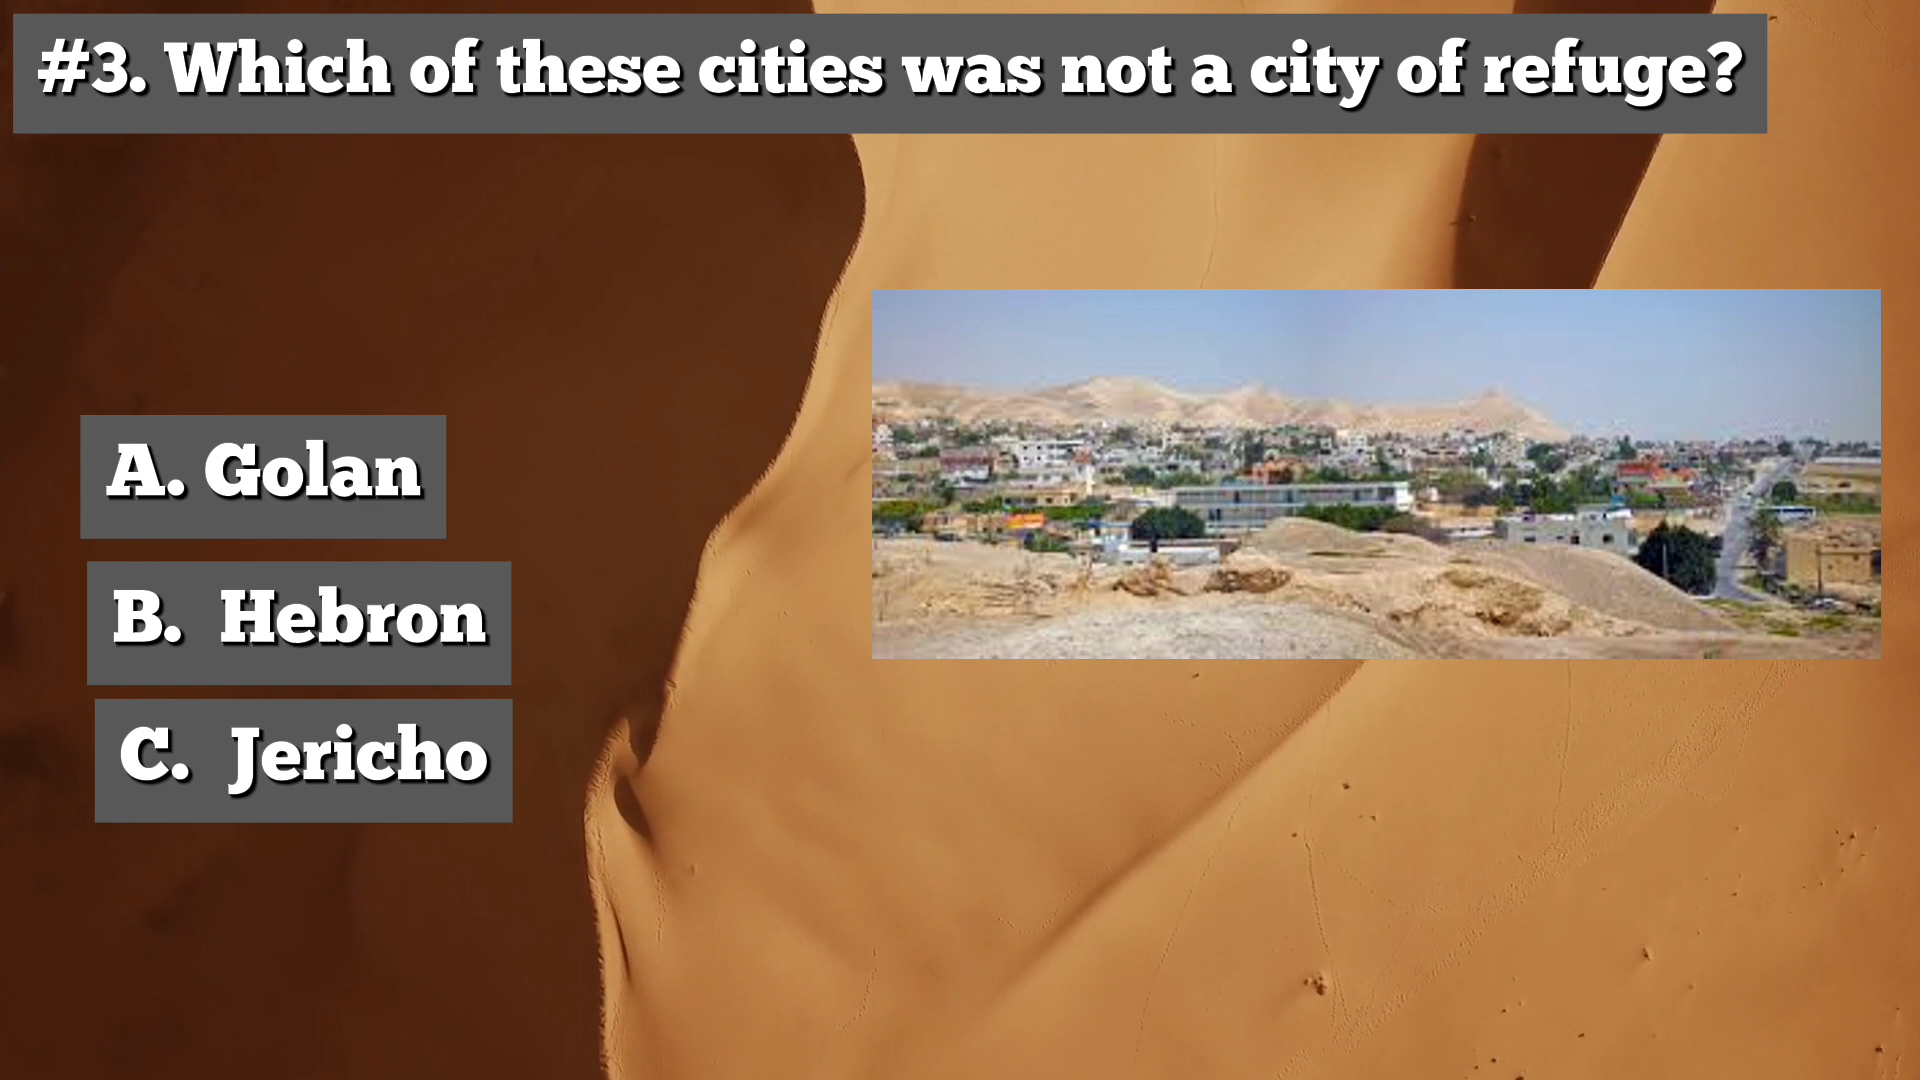 #3. Which of these cities was not a city of refuge?
A. Golan
B. Hebron
C. Jericho